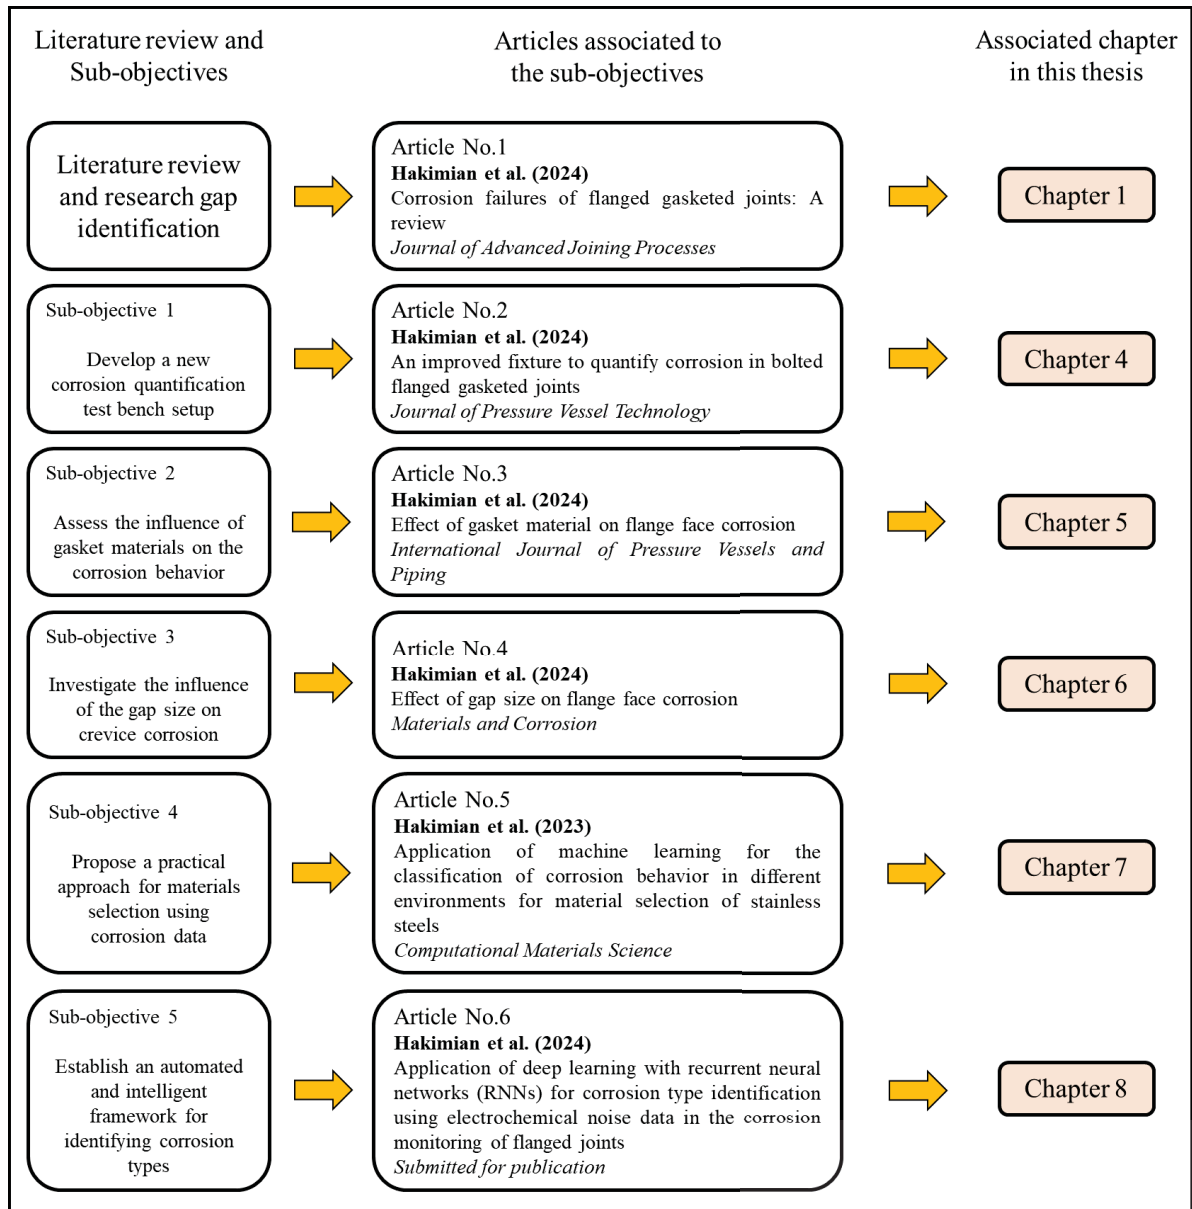 Literature review and
Sub-objectives
Articles associated to
the sub-objectives
Associated chapter
in this thesis
Literature review
and research gap
identification
Article No.1
Hakimian et al. (2024)
Corrosion failures of flanged gasketed joints: A
review
Journal of Advanced Joining Processes
Chapter 1
Sub-objective 1
Develop a new
corrosion quantification
test bench setup
Article No.2
Hakimian et al. (2024)
An improved fixture to quantify corrosion in bolted
flanged gasketed joints
Journal of Pressure Vessel Technology
Chapter 4
Sub-objective 2
Assess the influence of
gasket materials on the
corrosion behavior
Article No.3
Hakimian et al. (2024)
Effect of gasket material on flange face corrosion
International Journal of Pressure Vessels and
Piping
Chapter 5
Sub-objective 3
Investigate the influence
of the gap size on
crevice corrosion
Article No.4
Hakimian et al. (2024)
Effect of gap size on flange face corrosion
Materials and Corrosion
Chapter 6
Sub-objective 4
Propose a practical
approach for materials
selection using
corrosion data
Article No.5
Hakimian et al. (2023)
Application of machine learning for the
classification of corrosion behavior in different
environments for material selection of stainless
steels
Computational Materials Science
Chapter 7
Sub-objective 5
Establish an automated
and intelligent
framework for
identifying corrosion
types
Article No.6
Hakimian et al. (2024)
Application of deep learning with recurrent neural
networks (RNNs) for corrosion type identification
using electrochemical noise data in the corrosion
monitoring of flanged joints
Submitted for publication
Chapter 8